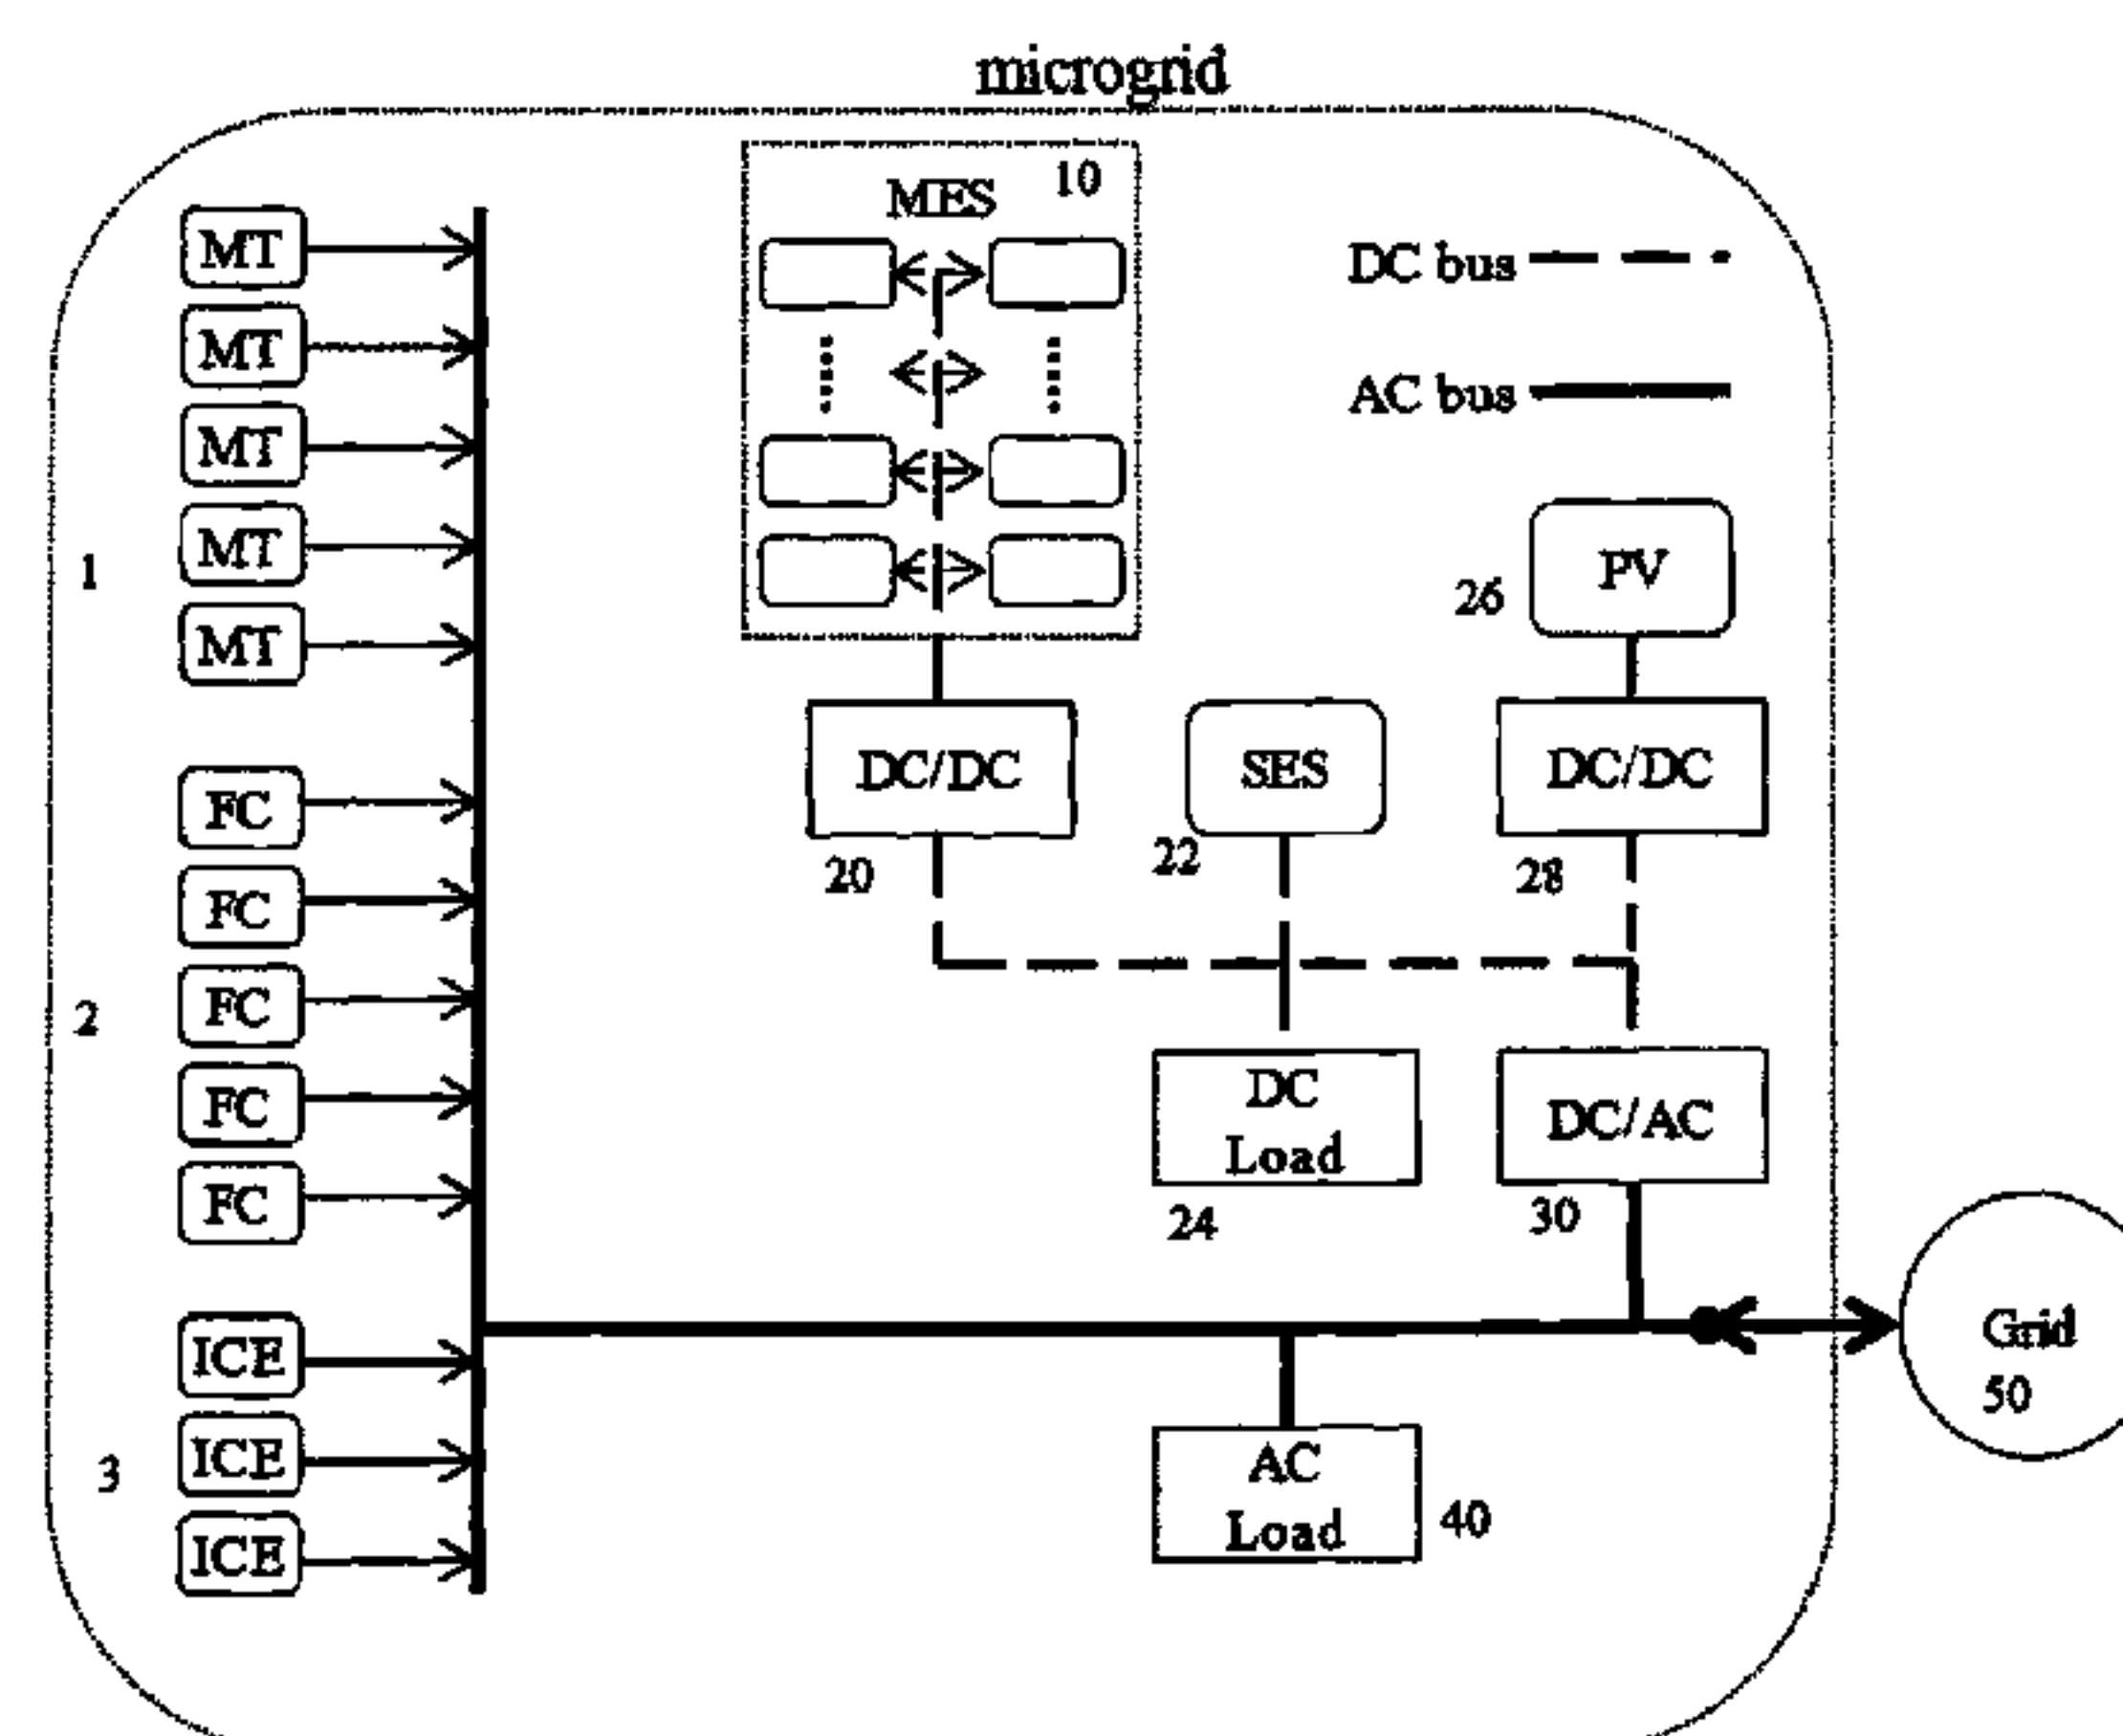 microgrid
MES 10
MT
MT
MT
MT
MT
1
DC bus
AC bus
PV
26
DC/DC
SES
DC/DC
20
22
28
FC
FC
FC
FC
FC
2
DC
Load
24
DC/AC
30
ICE
ICE
ICE
3
AC
Load
40
Grid
50